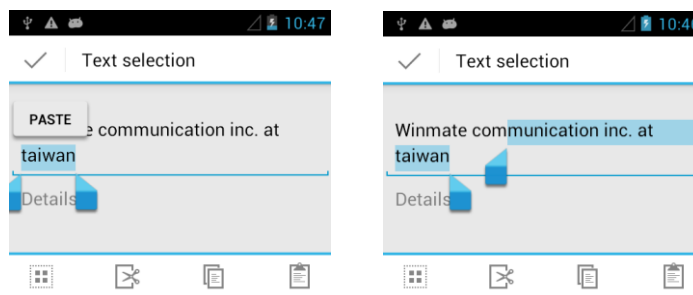 10:47
Text selection
PASTE
e communication inc. at
taiwan
Details
10:46
Text selection
Winmate communication inc. at
taiwan
Details